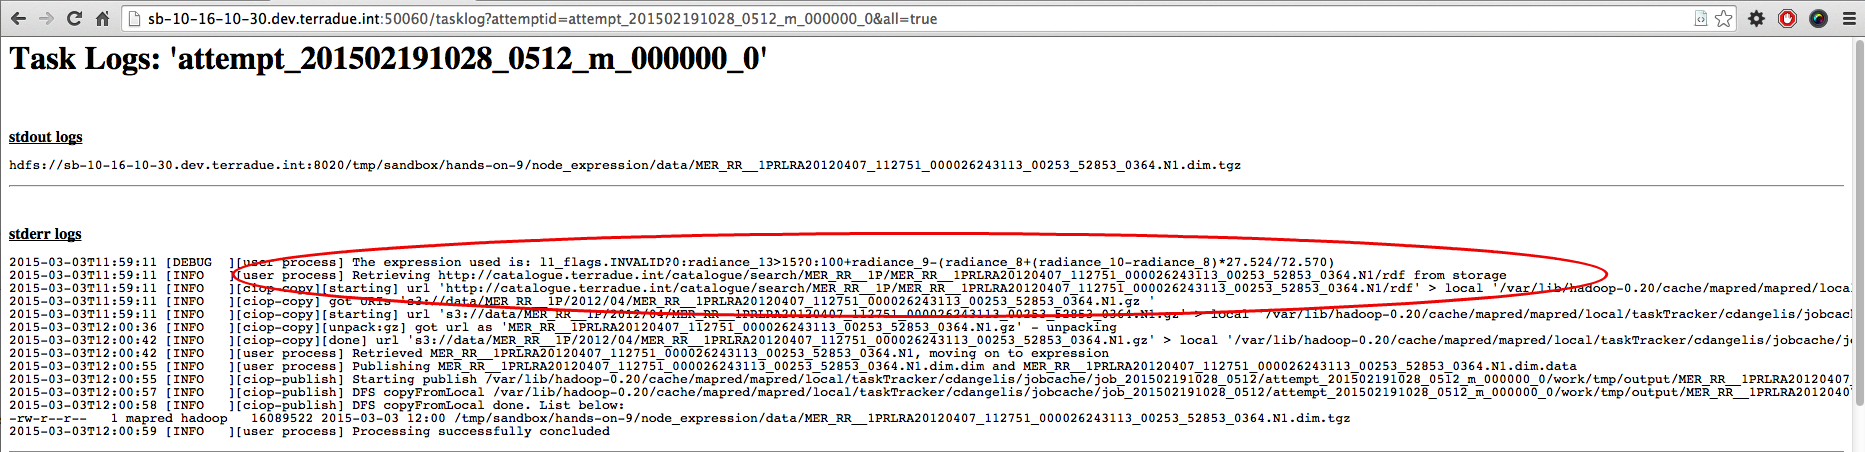 sb-10-16-10-30.dev.terradue.int:50060/tasklog?attemptid=attempt_201502191028_0512_m_000000_0&all=true
Task Logs: 'attempt_201502191028_0512_m_000000_0'
stdout logs
hdfs://sb-10-16-10-30.dev.terradue.int:8020/tmp/sandbox/hands-on-9/node_expression/data/MER_RR__1PRLRA20120407_112751_000026243113_00253_52853_0364.N1.dim.tgz
stderr logs
2015-03-03T11:59:11 [DEBUG  ][user process] The expression used is: l1_flags.INVALID?0:radiance_13>15?0:100+radiance_9-(radiance_8+(radiance_10-radiance_8)*27.524/72.570)
2015-03-03T11:59:11 [INFO   ][user process] Retrieving http://catalogue.terradue.int/catalogue/search/MER_RR__1P/MER_RR__1PRLRA20120407_112751_000026243113_00253_52853_0364.N1/rdf from storage
2015-03-03T11:59:11 [INFO   ][ciop-copy][starting] url 'http://catalogue.terradue.int/catalogue/search/MER_RR__1P/MER_RR__1PRLRA20120407_112751_000026243113_00253_52853_0364.N1/rdf' > local '/var/lib/hadoop-0.20/cache/mapred/mapred/loca
2015-03-03T11:59:11 [INFO   ][ciop-copy] got URIs 's3://data/MER_RR__1P/2012/04/MER_RR__1PRLRA20120407_112751_000026243113_00253_52853_0364.N1.gz '
2015-03-03T11:59:11 [INFO   ][ciop-copy][starting] url 's3://data/MER_RR__1P/2012/04/MER_RR__1PRLRA20120407_112751_000026243113_00253_52853_0364.N1.gz' > local '/var/lib/hadoop-0.20/cache/mapred/mapred/local/taskTracker/cdangelis/jobcac
2015-03-03T12:00:36 [INFO   ][ciop-copy][unpack:gz] got url as 'MER_RR__1PRLRA20120407_112751_000026243113_00253_52853_0364.N1.gz' - unpacking
2015-03-03T12:00:42 [INFO   ][ciop-copy][done] url 's3://data/MER_RR__1P/2012/04/MER_RR__1PRLRA20120407_112751_000026243113_00253_52853_0364.N1.gz' > local '/var/lib/hadoop-0.20/cache/mapred/mapred/local/taskTracker/cdangelis/jobcache/j
2015-03-03T12:00:42 [INFO   ][user process] Retrieved MER_RR__1PRLRA20120407_112751_000026243113_00253_52853_0364.N1, moving on to expression
2015-03-03T12:00:55 [INFO   ][user process] Publishing MER_RR__1PRLRA20120407_112751_000026243113_00253_52853_0364.N1.dim.dim and MER_RR__1PRLRA20120407_112751_000026243113_00253_52853_0364.N1.dim.data
2015-03-03T12:00:55 [INFO   ][ciop-publish] Starting publish /var/lib/hadoop-0.20/cache/mapred/mapred/local/taskTracker/cdangelis/jobcache/job_201502191028_0512/attempt_201502191028_0512_m_000000_0/work/tmp/output/MER_RR__1PRLRA20120407_
2015-03-03T12:00:57 [INFO   ][ciop-publish] DFS copyFromLocal /var/lib/hadoop-0.20/cache/mapred/mapred/local/taskTracker/cdangelis/jobcache/job_201502191028_0512/attempt_201502191028_0512_m_000000_0/work/tmp/output/MER_RR__1PRLRA2012040
2015-03-03T12:00:58 [INFO   ][ciop-publish] DFS copyFromLocal done. List below:
-rw-r--r--   1 mapred hadoop   16089522 2015-03-03 12:00 /tmp/sandbox/hands-on-9/node_expression/data/MER_RR__1PRLRA20120407_112751_000026243113_00253_52853_0364.N1.dim.tgz
2015-03-03T12:00:59 [INFO   ][user process] Processing successfully concluded